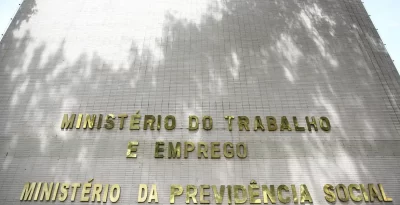 MINISTÉRIO DO TRABALHO
E EMPREGO
MINISTÉRIO DA PREVIDÊNCIA SOCIAL